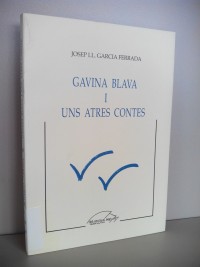 JOSEP LL. GARCIA FERRADA
GAVINA BLAVA
I
UNS ATRES CONTES